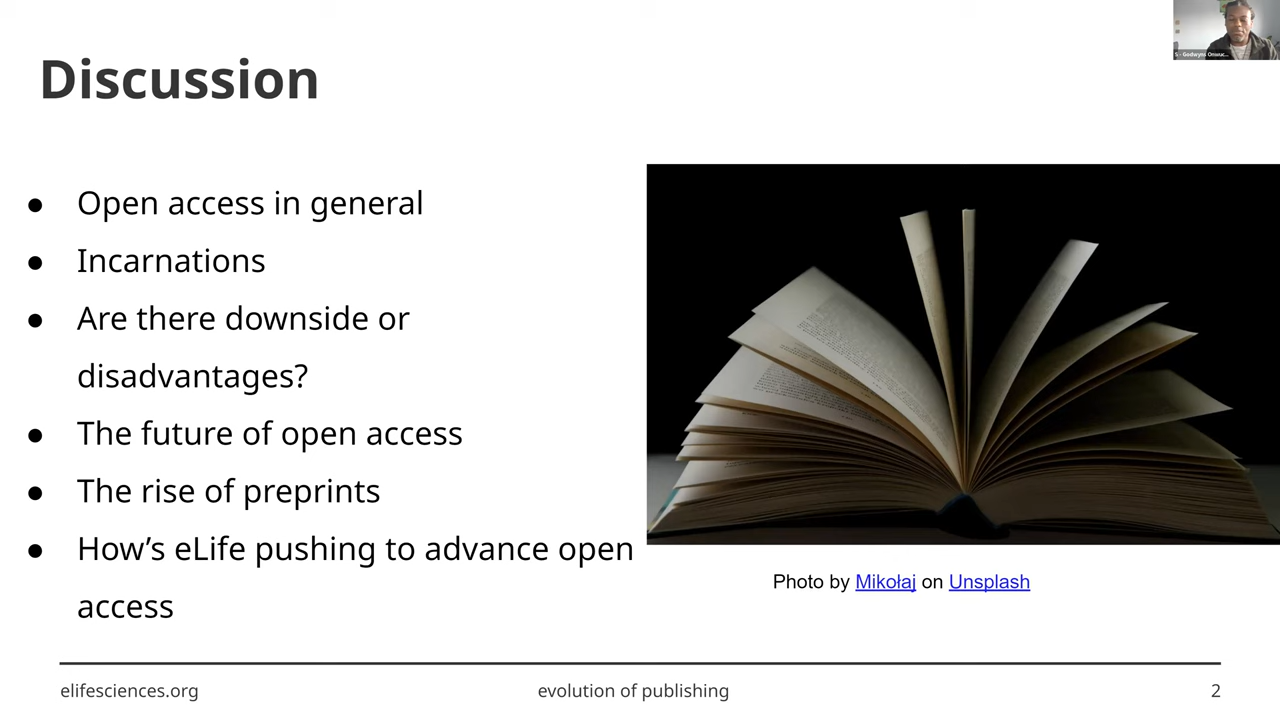 S - Godwyns Onwuc...
Discussion
● Open access in general
● Incarnations
● Are there downside or
disadvantages?
● The future of open access
● The rise of preprints
● How’s eLife pushing to advance open
access
Photo by Mikołaj on Unsplash
elifesciences.org
evolution of publishing
2